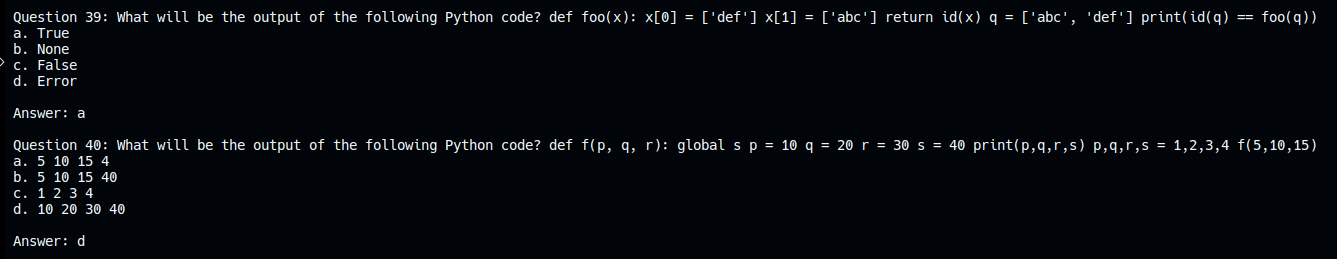 Question 39: What will be the output of the following Python code? def foo(x): x[0] = ['def'] x[1] = ['abc'] return id(x) q = ['abc', 'def'] print(id(q) == foo(q))
a. True
b. None
c. False
d. Error
Answer: a
Question 40: What will be the output of the following Python code? def f(p, q, r): global s p = 10 q = 20 r = 30 s = 40 print(p,q,r,s) p,q,r,s = 1,2,3,4 f(5,10,15)
a. 5 10 15 4
b. 5 10 15 40
c. 1 2 3 4
d. 10 20 30 40
Answer: d